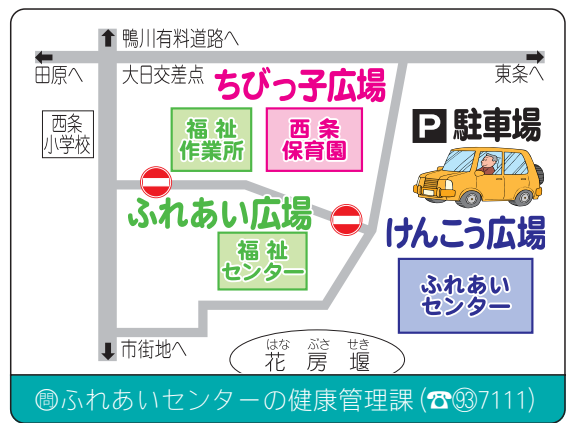 鴨川有料道路へ
田原へ
大日交差点
東条へ
ちびっ子広場
西条
小学校
福祉
作業所
西条
保育園
P 駐車場
ふれあい広場
福祉
センター
けんこう広場
ふれあい
センター
市街地へ
はな ぶさ せき
花房堰
㉄ふれあいセンターの健康管理課(☎937111)